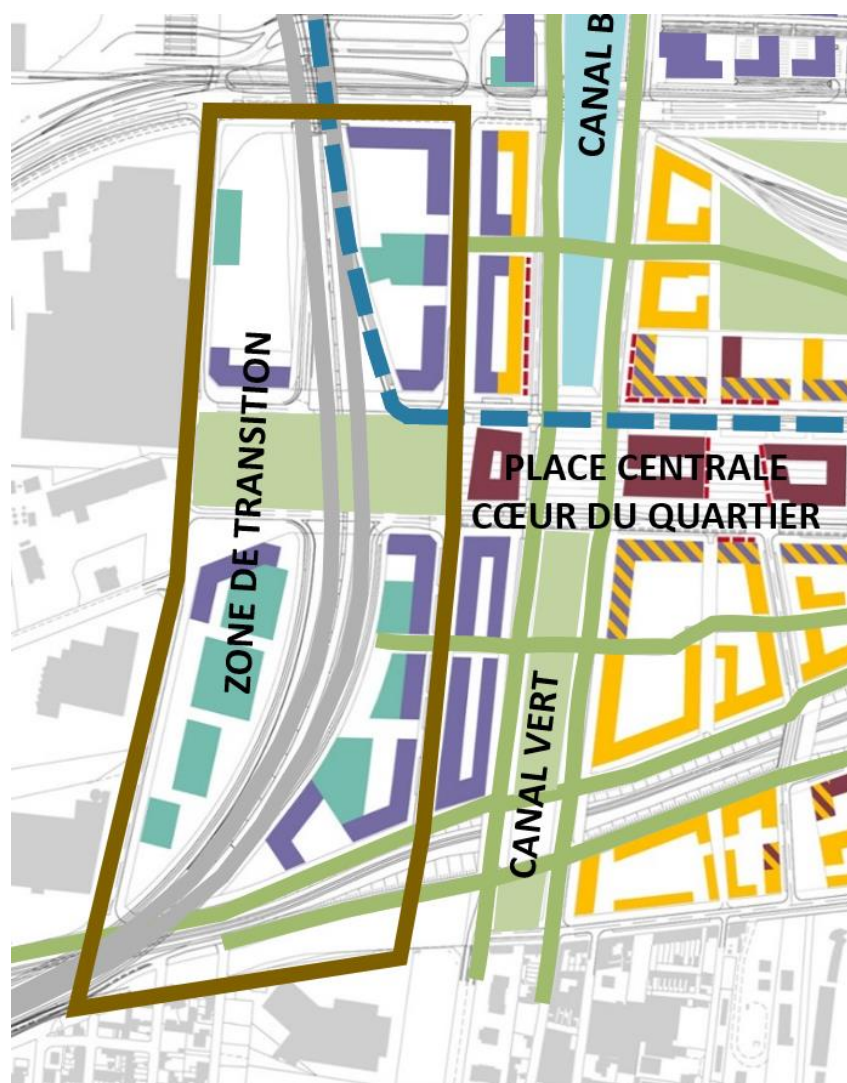 CANAL B
ZONE DE TRANSITION
PLACE CENTRALE
CŒUR DU QUARTIER
CANAL VERT